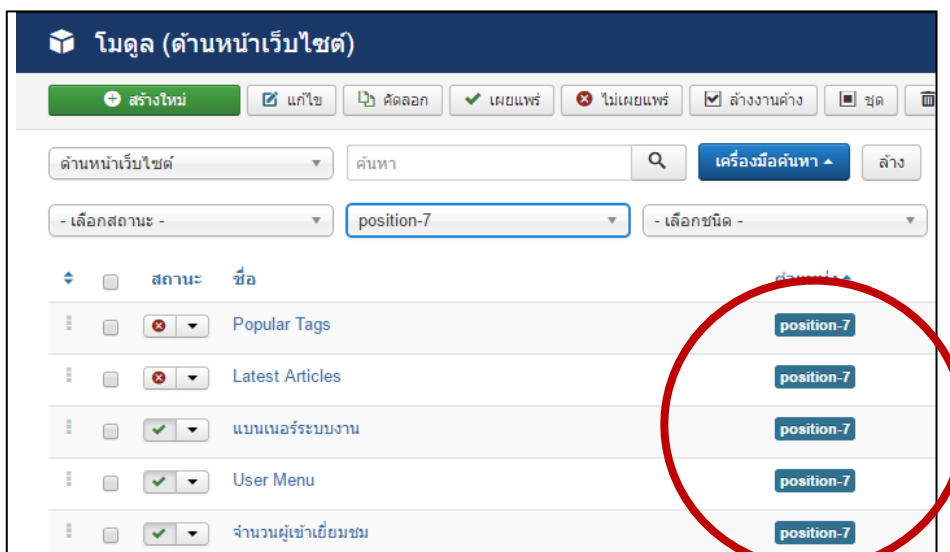 โมดูล (ด้านหน้าเว็บไซต์)
สร้างใหม่ แก้ไข คัดลอก เผยแพร่ ไม่เผยแพร่ ล้างงานค้าง ชุด
ด้านหน้าเว็บไซต์ ค้นหา เครื่องมือค้นหา ล้าง
- เลือกสถานะ - position-7 - เลือกชนิด -
สถานะ ชื่อ ตำแหน่ง
Popular Tags position-7
Latest Articles position-7
แบนเนอร์ระบบงาน position-7
User Menu position-7
จำนวนผู้เข้าเยี่ยมชม position-7